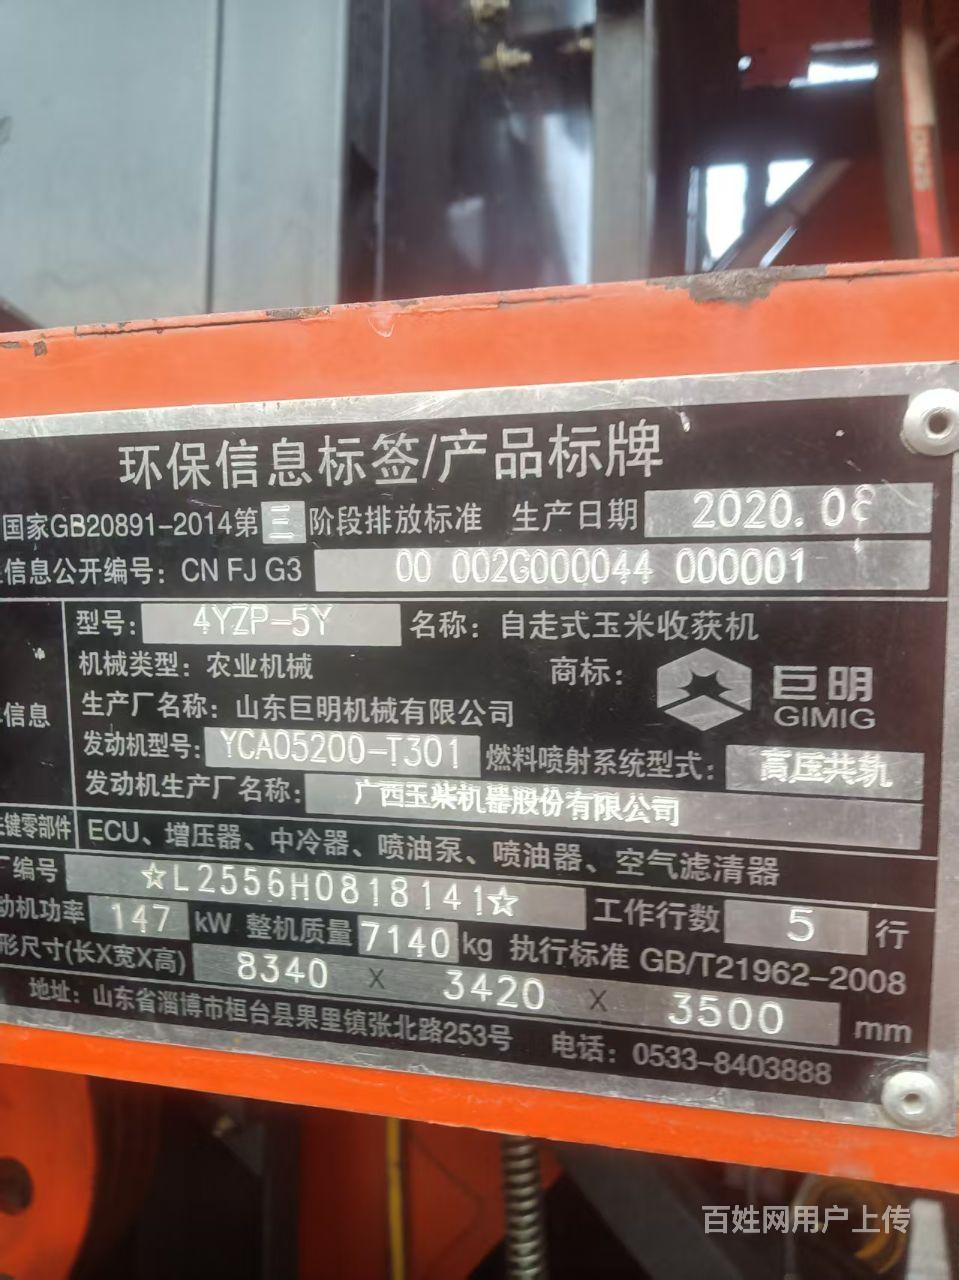 环保信息标签/产品标牌
国家GB20891-2014第三阶段排放标准 生产日期 2020.08
信息公开编号: CN FJ G3 00 002G000044 000001
型号: 4YZP-5Y 名称: 自走式玉米收获机
机械类型: 农业机械 商标: 巨明
GIMIG
信息
生产厂名称: 山东巨明机械有限公司
发动机型号: YCA05200-T301 燃料喷射系统型式: 高压共轨
发动机生产厂名称: 广西玉柴机器股份有限公司
键零部件 ECU、增压器、中冷器、喷油泵、喷油器、空气滤清器
厂编号 ☆L2556H0818141☆ 工作行数 5 行
动机功率 147 kW 整机质量 7140 kg 执行标准 GB/T21962-2008
形尺寸(长X宽X高) 8340 X 3420 X 3500 mm
地址: 山东省淄博市桓台县果里镇张北路253号 电话: 0533-8403888
百姓网用户上传